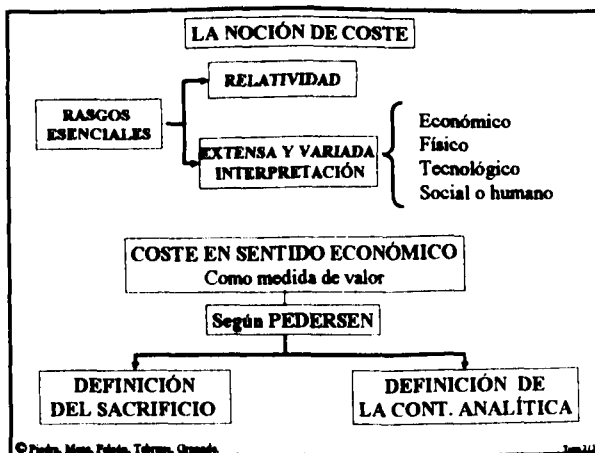 LA NOCIÓN DE COSTE
RELATIVIDAD
RASGOS
ESENCIALES
EXTENSA Y VARIADA
INTERPRETACIÓN
Económico
Físico
Tecnológico
Social o humano
COSTE EN SENTIDO ECONÓMICO
Como medida de valor
Según PEDERSEN
DEFINICIÓN
DEL SACRIFICIO
DEFINICIÓN DE
LA CONT. ANALÍTICA
©